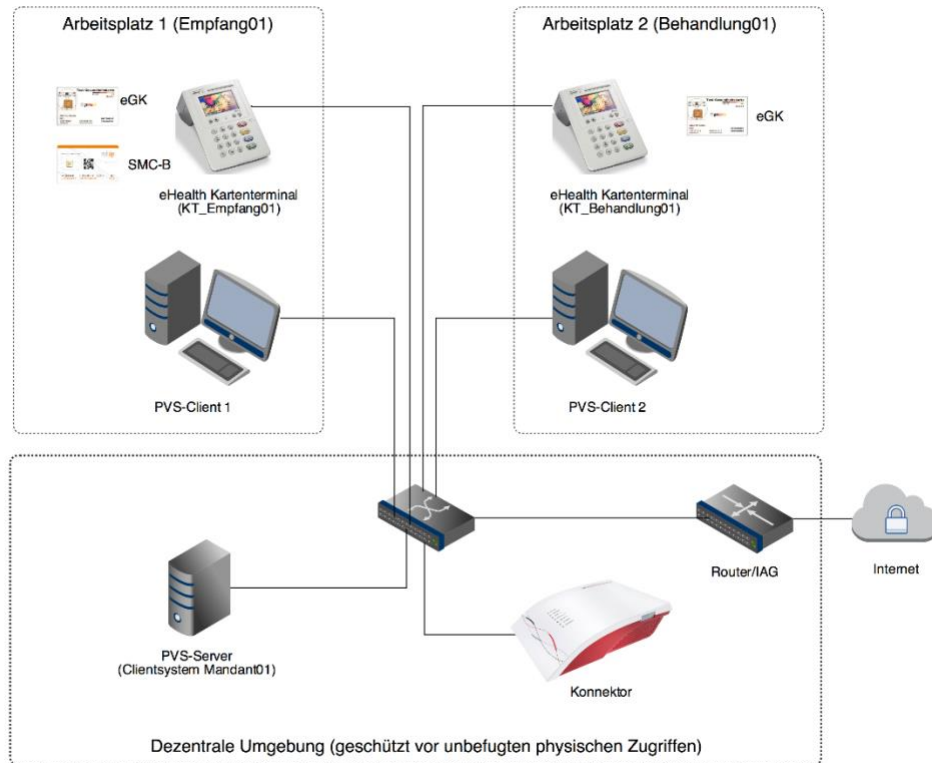 Arbeitsplatz 1 (Empfang01)
eGK
SMC-B
eHealth Kartenterminal
(KT_Empfang01)
PVS-Client 1
Arbeitsplatz 2 (Behandlung01)
eGK
eHealth Kartenterminal
(KT_Behandlung01)
PVS-Client 2
Router/IAG
Internet
PVS-Server
(Clientsystem Mandant01)
Konnektor
Dezentrale Umgebung (geschützt vor unbefugten physischen Zugriffen)